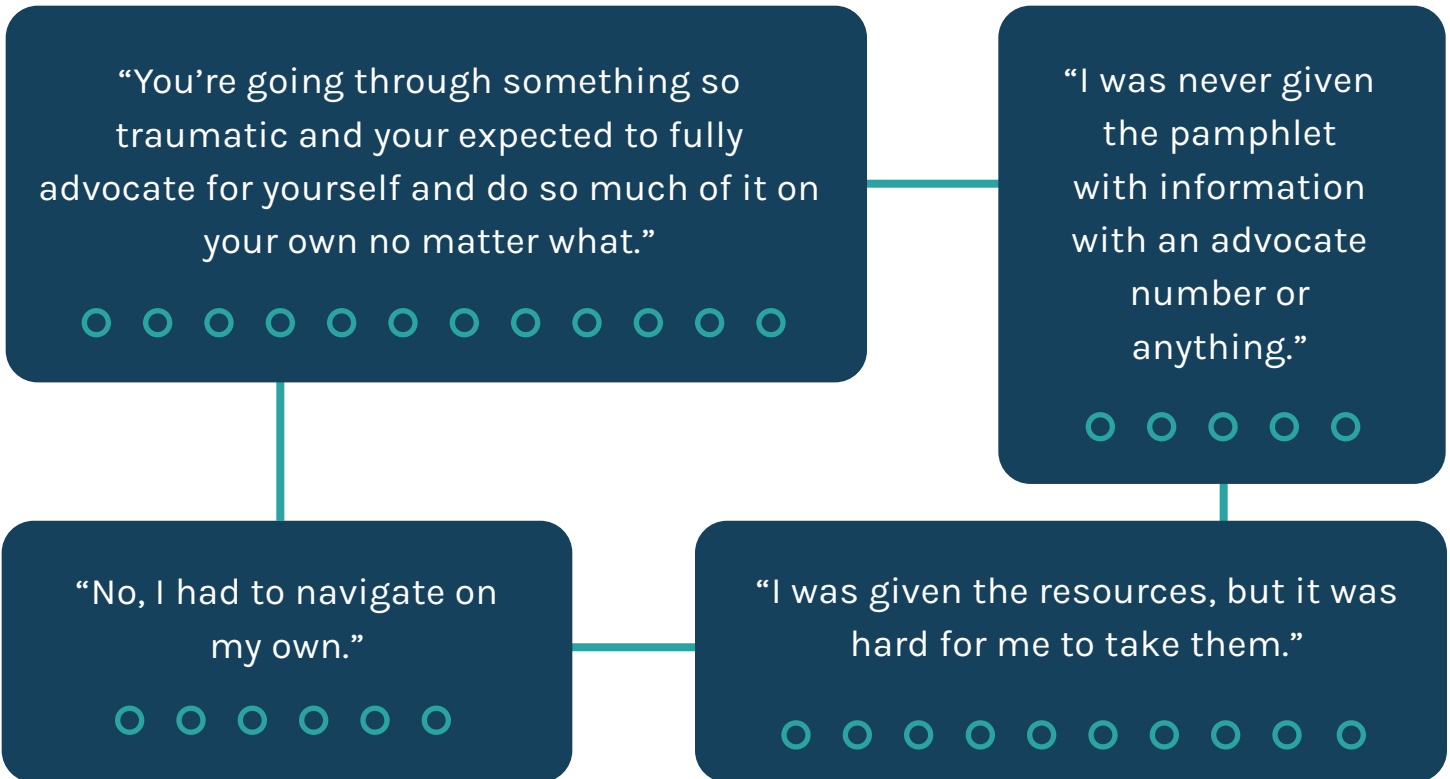 “You’re going through something so
traumatic and your expected to fully
advocate for yourself and do so much of it on
your own no matter what.”
“I was never given
the pamphlet
with information
with an advocate
number or
anything.”
“No, I had to navigate on
my own.”
“I was given the resources, but it was
hard for me to take them.”